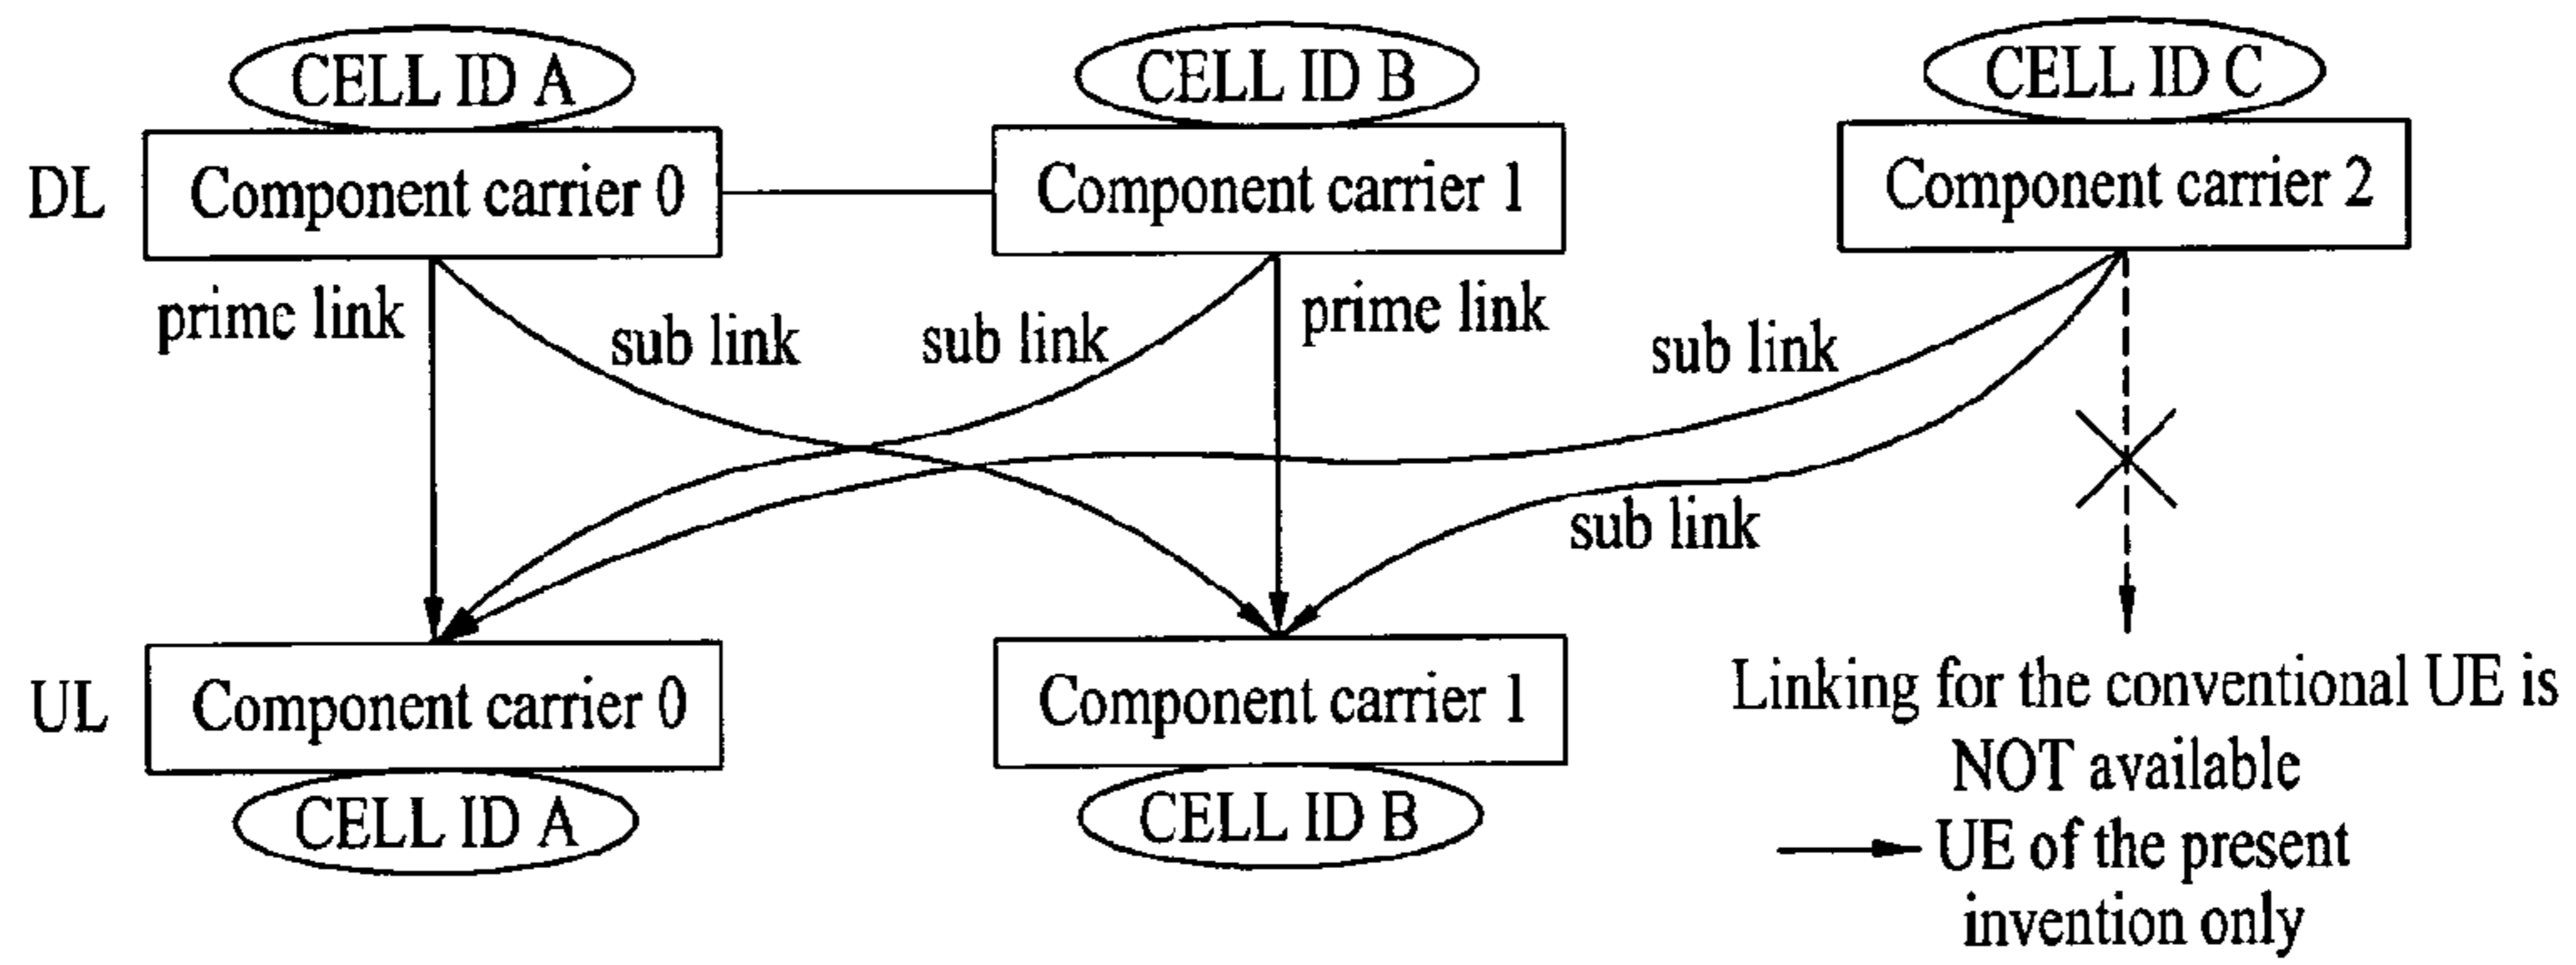 CELL ID A
CELL ID B
CELL ID C
DL
Component carrier 0
Component carrier 1
Component carrier 2
prime link
sub link
sub link
prime link
sub link
sub link
UL
Component carrier 0
Component carrier 1
CELL ID A
CELL ID B
Linking for the conventional UE is
NOT available
UE of the present
invention only